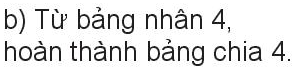 b) Từ bảng nhân 4,
hoàn thành bảng chia 4.